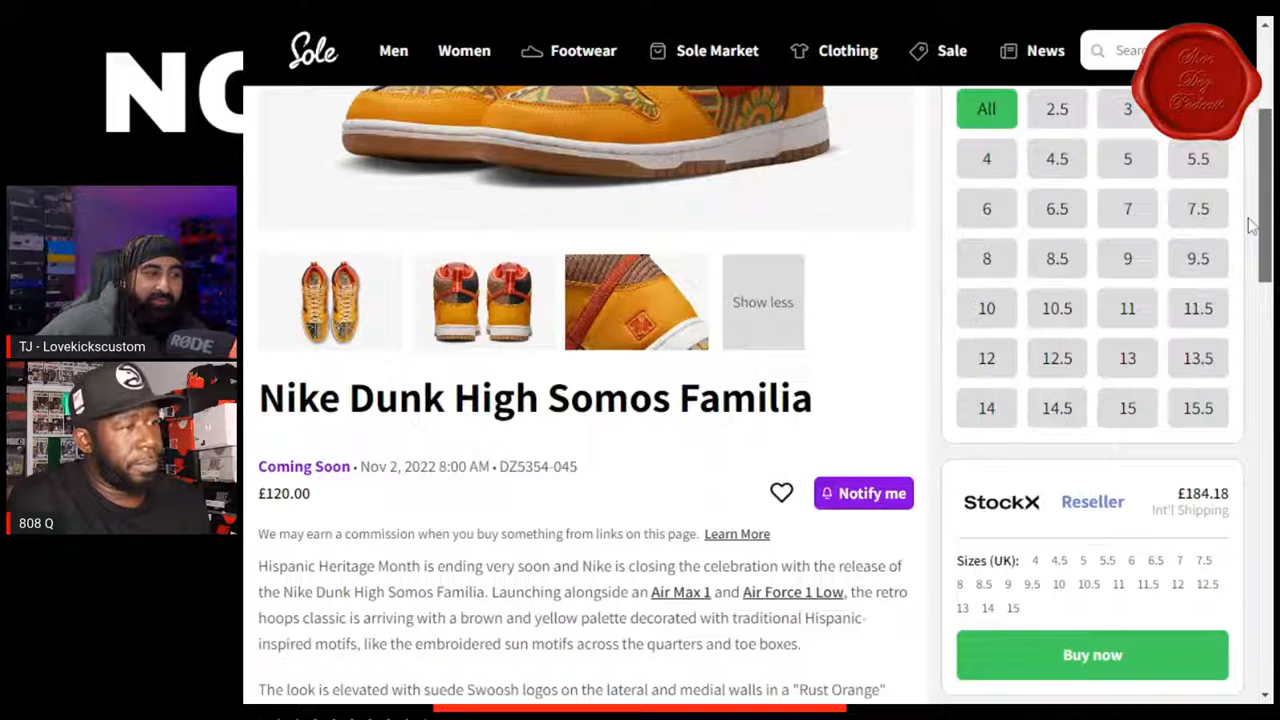 NO
Sole Men Women Footwear Sole Market Clothing Sale News Sear
Shoe
Day
Podcast
All 2.5 3
4 4.5 5 5.5
6 6.5 7 7.5
8 8.5 9 9.5
10 10.5 11 11.5
12 12.5 13 13.5
14 14.5 15 15.5
Show less
TJ - Lovekickscustom
RØDE
808 Q
Nike Dunk High Somos Familia
Coming Soon • Nov 2, 2022 8:00 AM • DZ5354-045
£120.00
Notify me
We may earn a commission when you buy something from links on this page. Learn More
Hispanic Heritage Month is ending very soon and Nike is closing the celebration with the release of
the Nike Dunk High Somos Familia. Launching alongside an Air Max 1 and Air Force 1 Low, the retro
hoops classic is arriving with a brown and yellow palette decorated with traditional Hispanic-
inspired motifs, like the embroidered sun motifs across the quarters and toe boxes.
The look is elevated with suede Swoosh logos on the lateral and medial walls in a "Rust Orange"
StockX Reseller £184.18
Int'l Shipping
Sizes (UK): 4 4.5 5 5.5 6 6.5 7 7.5
8 8.5 9 9.5 10 10.5 11 11.5 12 12.5
13 14 15
Buy now